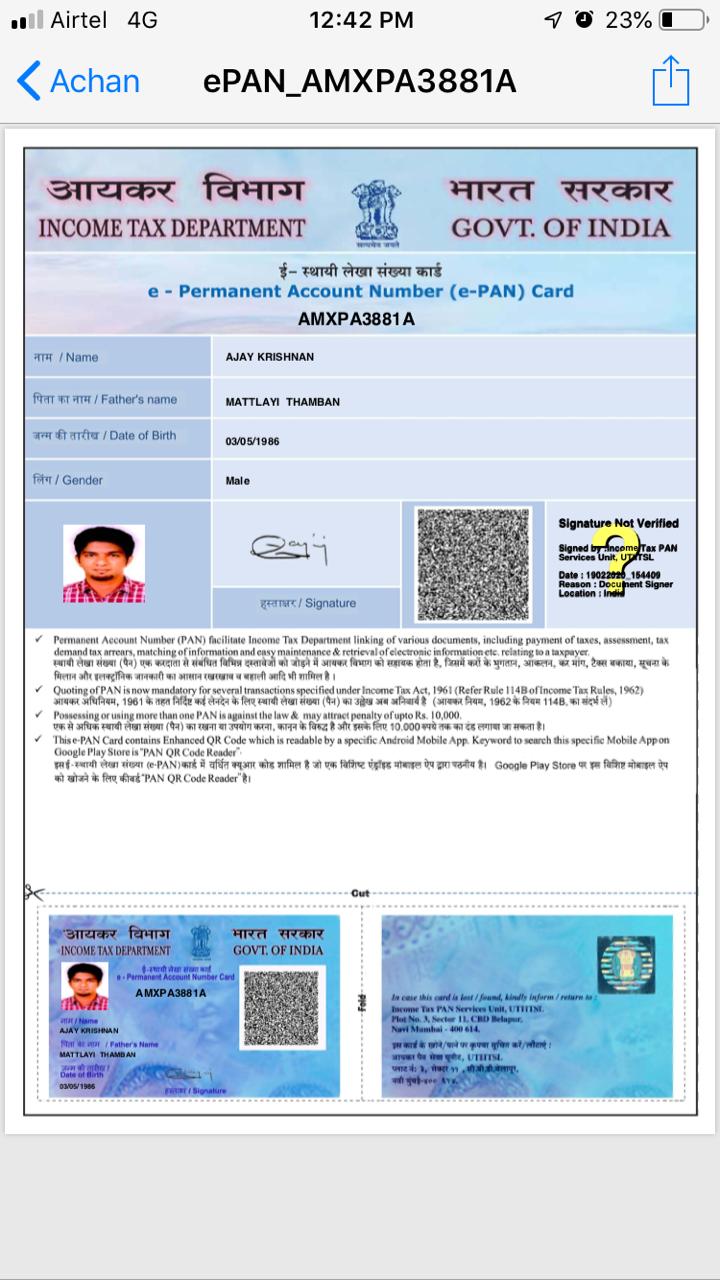 Airtel 4G 12:42 PM 23%
Achan ePAN_AMXPA3881A
आयकर विभाग भारत सरकार
INCOME TAX DEPARTMENT GOVT. OF INDIA
सत्यमेव जयते
ई- स्थायी लेखा संख्या कार्ड
e - Permanent Account Number (e-PAN) Card
AMXPA3881A
नाम / Name AJAY KRISHNAN
पिता का नाम / Father's name MATTLAYI THAMBAN
जन्म की तारीख / Date of Birth 03/05/1986
लिंग / Gender Male
Signature Not Verified
?
Signed by :Income Tax PAN
Services Unit, UTIITSL
Date : 19022020_154409
Reason : Document Signer
Location : India
हस्ताक्षर / Signature
✓ Permanent Account Number (PAN) facilitate Income Tax Department linking of various documents, including payment of taxes, assessment, tax
demand tax arrears, matching of information and easy maintenance & retrieval of electronic information etc. relating to a taxpayer.
स्थायी लेखा संख्या (पैन) एक करदाता से संबंधित विभिन्न दस्तावेजों को जोड़ने में आयकर विभाग को सहायक होता है, जिसमें करों के भुगतान, आकलन, कर मांग, टैक्स बकाया, सूचना के
मिलान और इलक्ट्रॉनिक जानकारी का आसान रखरखाव व बहाली आदि भी शामिल है ।
✓ Quoting of PAN is now mandatory for several transactions specified under Income Tax Act, 1961 (Refer Rule 114B of Income Tax Rules, 1962)
आयकर अधिनियम, 1961 के तहत निर्दिष्ट कई लेनदेन के लिए स्थायी लेखा संख्या (पैन) का उल्लेख अब अनिवार्य है (आयकर नियम, 1962 के नियम 114B, का संदर्भ लें)
✓ Possessing or using more than one PAN is against the law & may attract penalty of upto Rs. 10,000.
एक से अधिक स्थायी लेखा संख्या (पैन) का रखना या उपयोग करना, कानून के विरुद्ध है और इसके लिए 10,000 रुपये तक का दंड लगाया जा सकता है।
✓ This e-PAN Card contains Enhanced QR Code which is readable by a specific Android Mobile App. Keyword to search this specific Mobile App on
Google Play Store is "PAN QR Code Reader".
इस ई-स्थायी लेखा संख्या (e-PAN) कार्ड में वर्धित क्यूआर कोड शामिल है जो एक विशिष्ट एंड्रॉइड मोबाइल ऐप द्वारा पठनीय है। Google Play Store पर इस विशिष्ट मोबाइल ऐप
को खोजने के लिए कीवर्ड "PAN QR Code Reader" है।
Cut
आयकर विभाग भारत सरकार
INCOME TAX DEPARTMENT GOVT. OF INDIA
ई-स्थायी लेखा संख्या कार्ड
e - Permanent Account Number Card
AMXPA3881A
नाम / Name
AJAY KRISHNAN
पिता का नाम / Father's Name
MATTLAYI THAMBAN
जन्म की तारीख /
Date of Birth
03/05/1986
हस्ताक्षर / Signature
Fold
In case this card is lost / found, kindly inform / return to :
Income Tax PAN Services Unit, UTIITSL
Plot No. 3, Sector 11, CBD Belapur,
Navi Mumbai - 400 614.
इस कार्ड के खोने/पाने पर कृपया सूचित करें/लौटाएं :
आयकर पैन सेवा यूनीट, UTIITSL
प्लाट नं: ३, सेक्टर ११ , सी.बी.डी.बेलापूर,
नवी मुंबई-४०० ६१४.